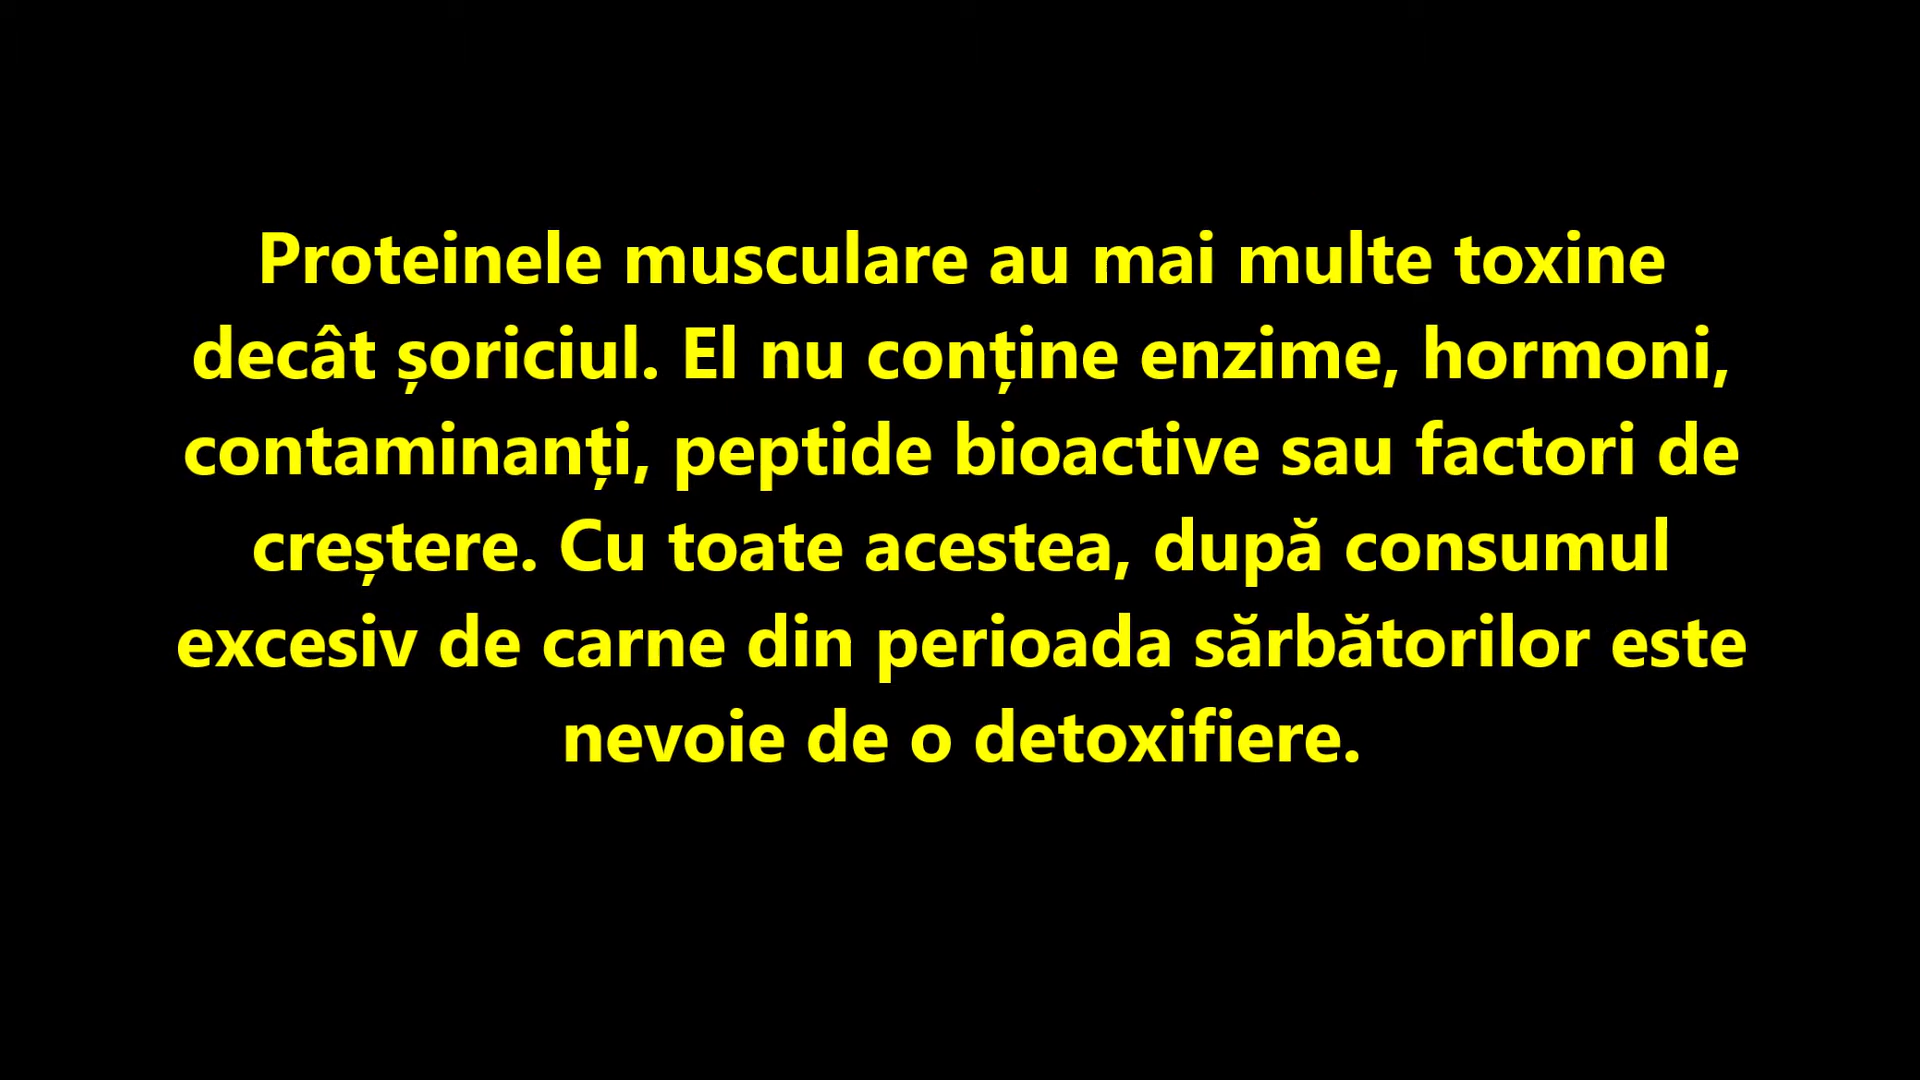 Proteinele musculare au mai multe toxine
decât șoriciul. El nu conține enzime, hormoni,
contaminanți, peptide bioactive sau factori de
creștere. Cu toate acestea, după consumul
excesiv de carne din perioada sărbătorilor este
nevoie de o detoxifiere.